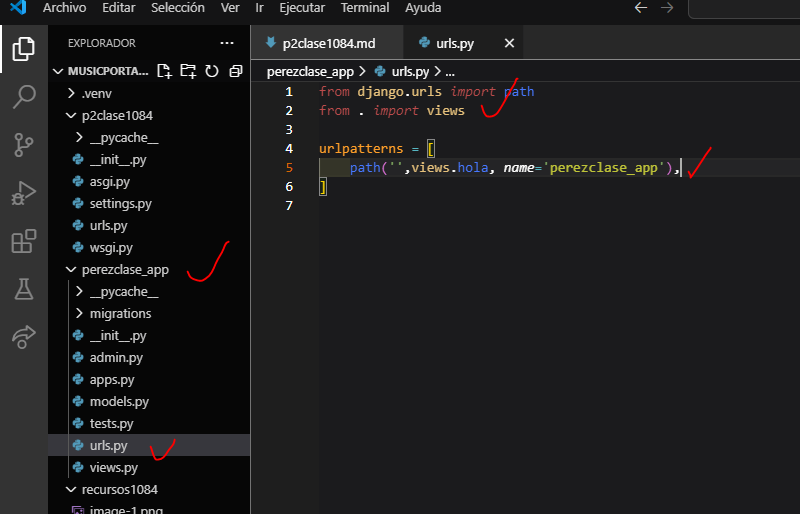 Archivo Editar Selección Ver Ir Ejecutar Terminal Ayuda
EXPLORADOR
MUSICPORTA...
.venv
p2clase1084
__pycache__
__init__.py
asgi.py
settings.py
urls.py
wsgi.py
perezclase_app
__pycache__
migrations
__init__.py
admin.py
apps.py
models.py
tests.py
urls.py
views.py
recursos1084
image-1.png
p2clase1084.md urls.py
perezclase_app > urls.py > ...
1 from django.urls import path
2 from . import views
3
4 urlpatterns = [
5 path('',views.hola, name='perezclase_app'),
6 ]
7